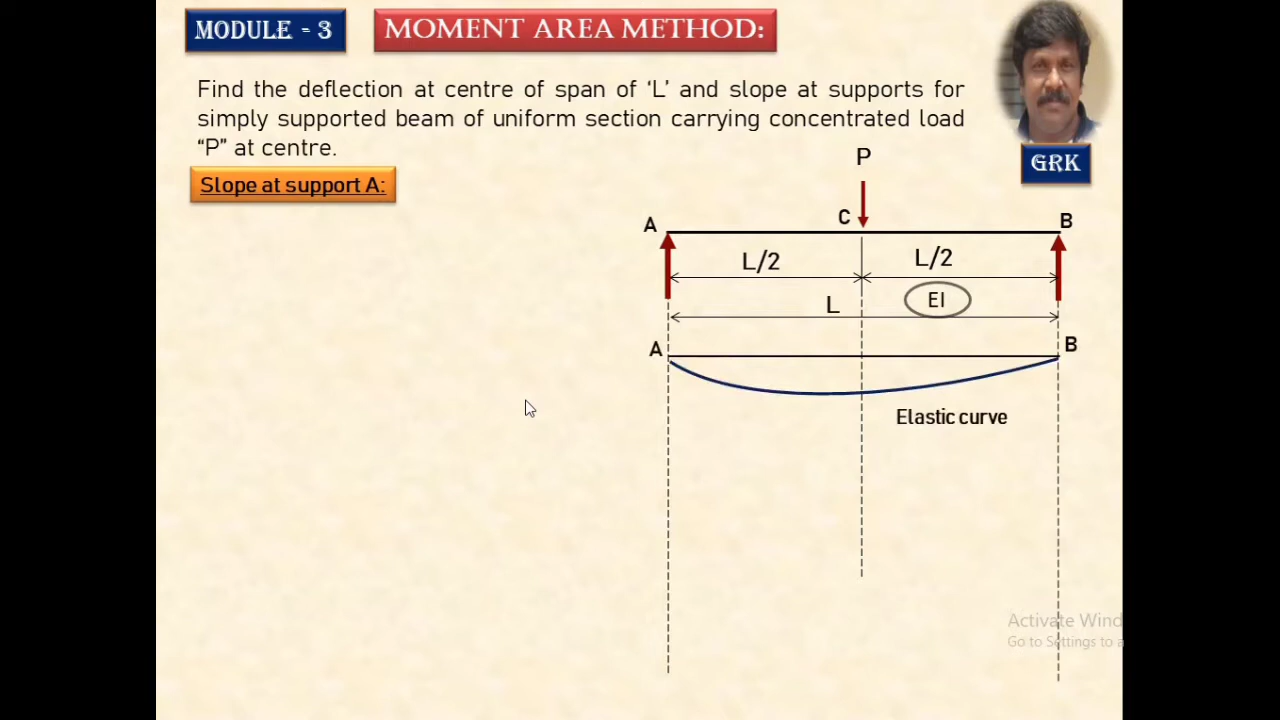 MODULE - 3
MOMENT AREA METHOD:
Find the deflection at centre of span of ‘L’ and slope at supports for
simply supported beam of uniform section carrying concentrated load
“P” at centre.
GRK
Slope at support A:
P
A
C
B
L/2
L/2
EI
L
A
B
Elastic curve
Activate Wind
Go to Settings to a